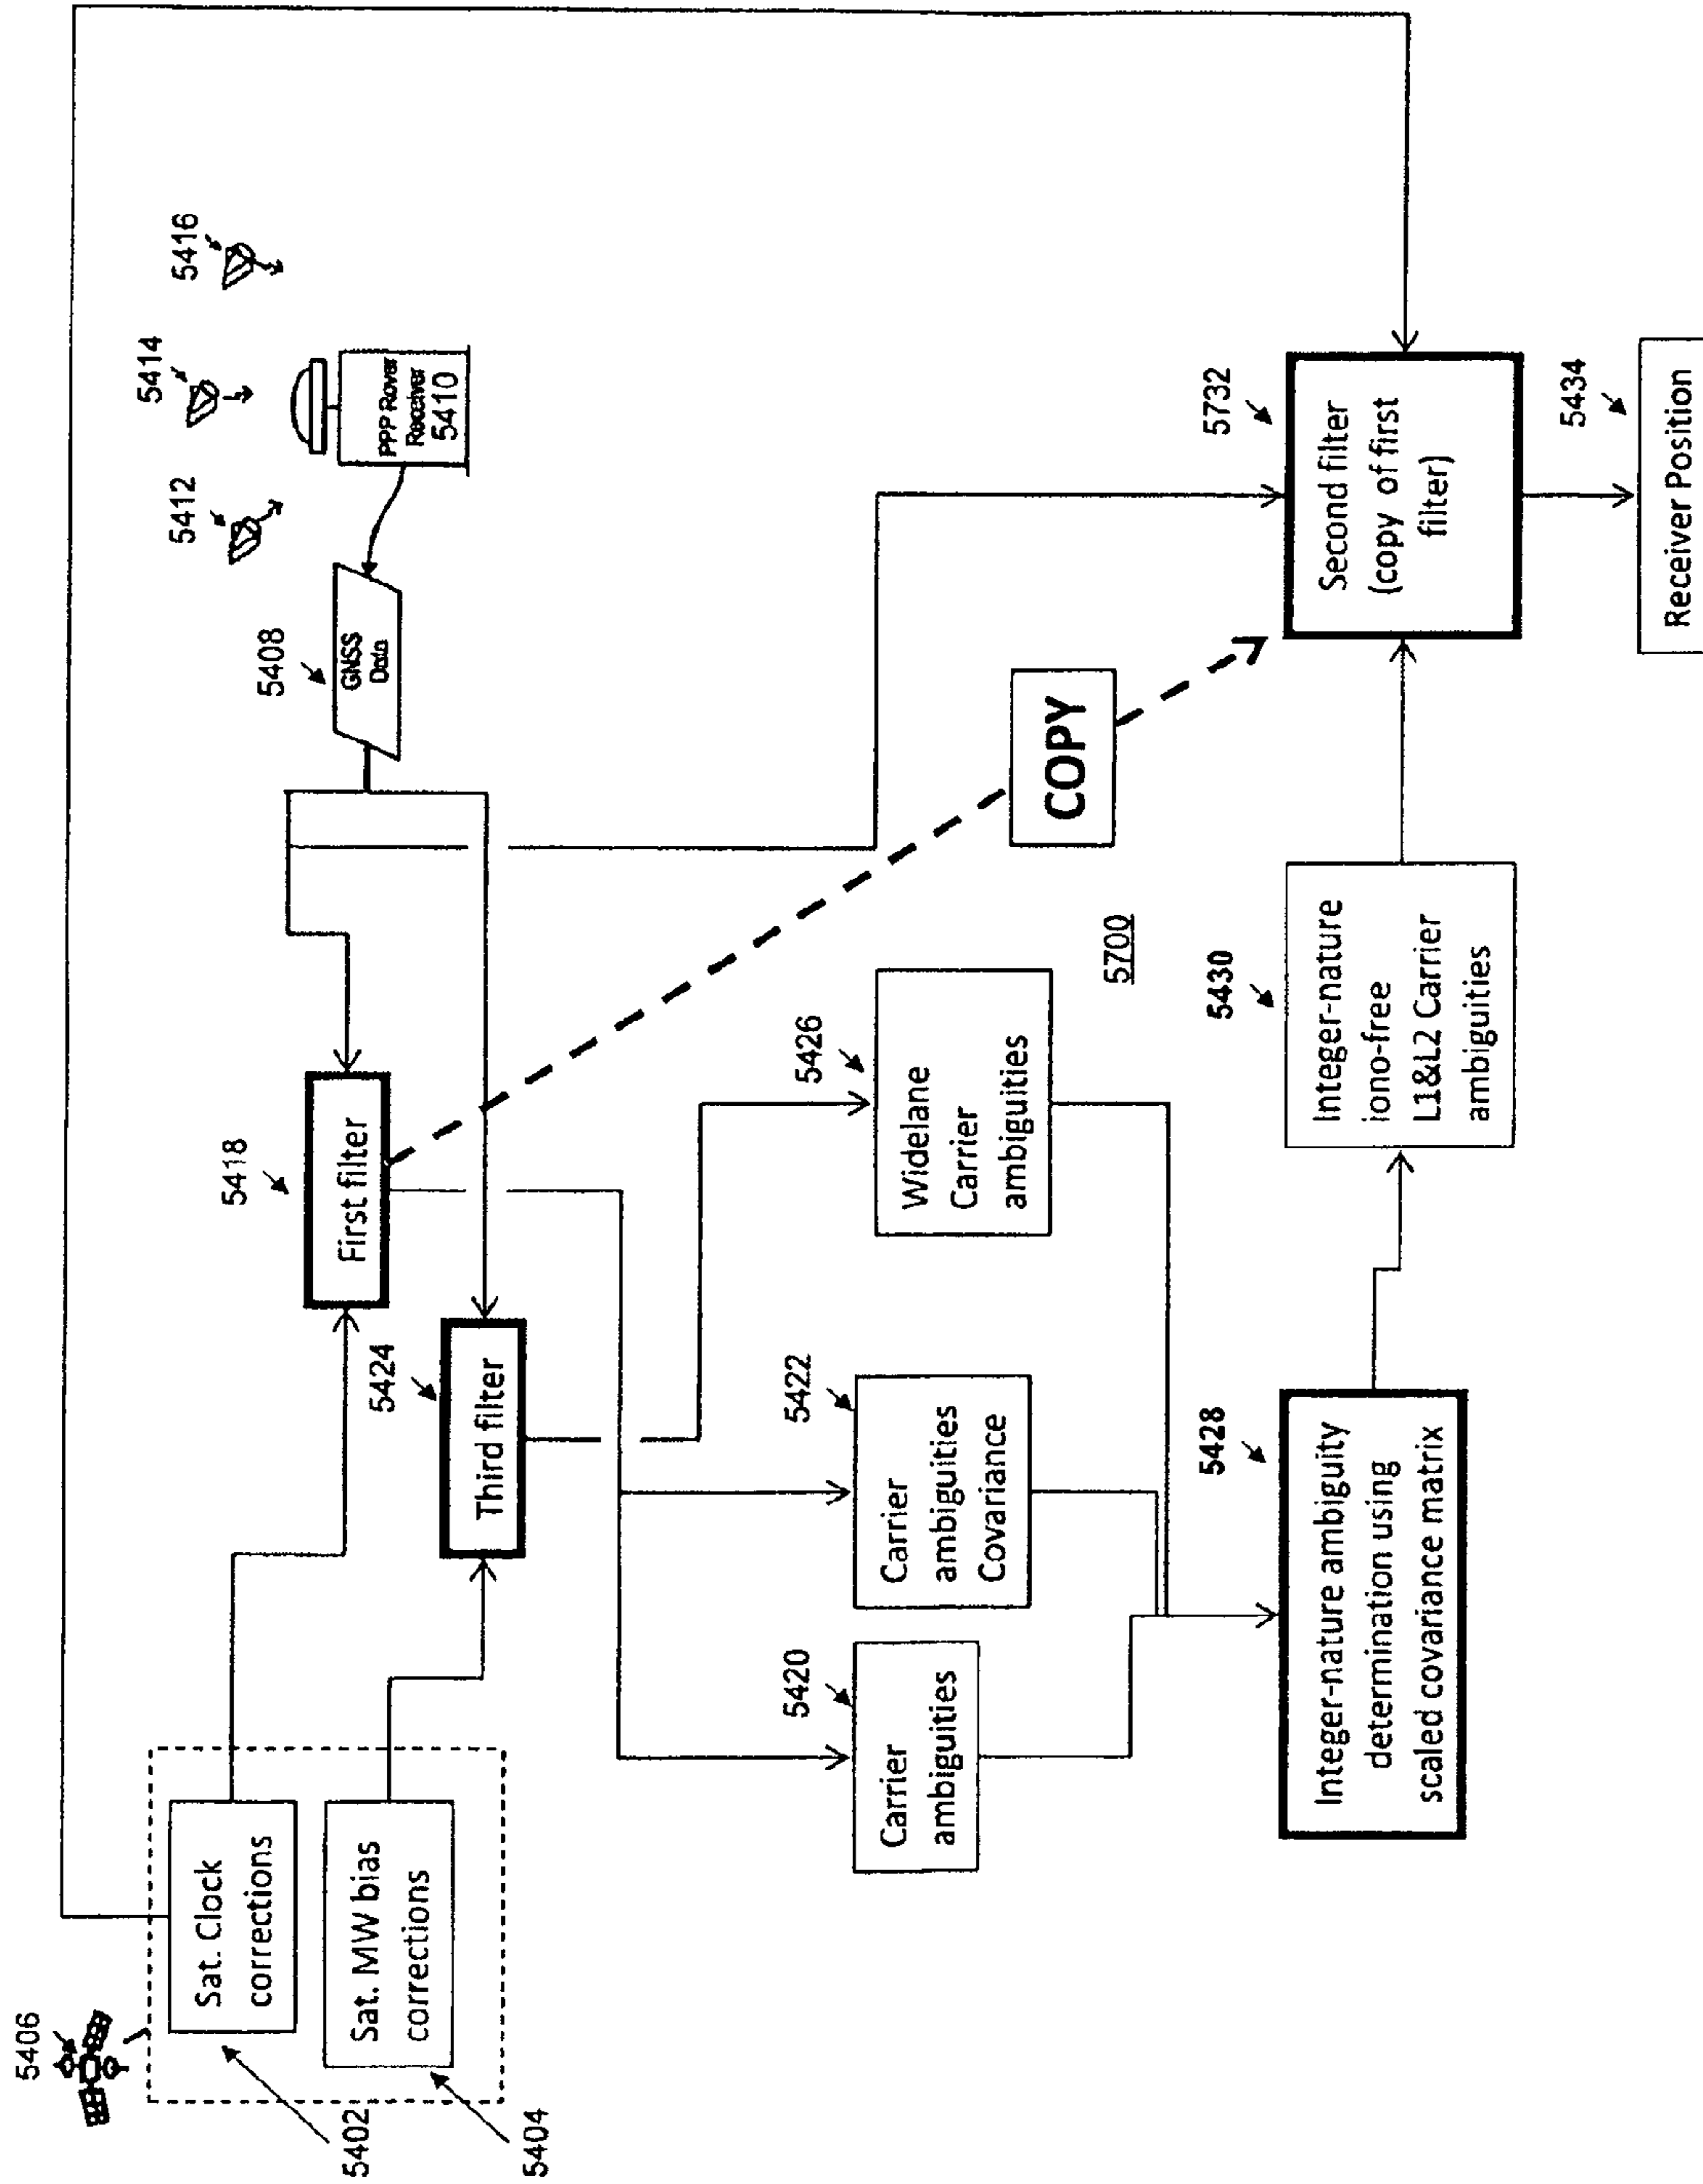 5406
5402
5404
Sat. Clock
corrections
Sat. MW bias
corrections
5418
First filter
5424
Third filter
5408
GNSS
Data
5412
5414
5416
PPP Rover
Receiver
5410
5420
Carrier
ambiguities
5422
Carrier
ambiguities
Covariance
5426
Widelane
Carrier
ambiguities
5700
COPY
5428
Integer-nature ambiguity
determination using
scaled covariance matrix
5430
Integer-nature
iono-free
L1&L2 Carrier
ambiguities
5732
Second filter
(copy of first
filter)
5434
Receiver Position